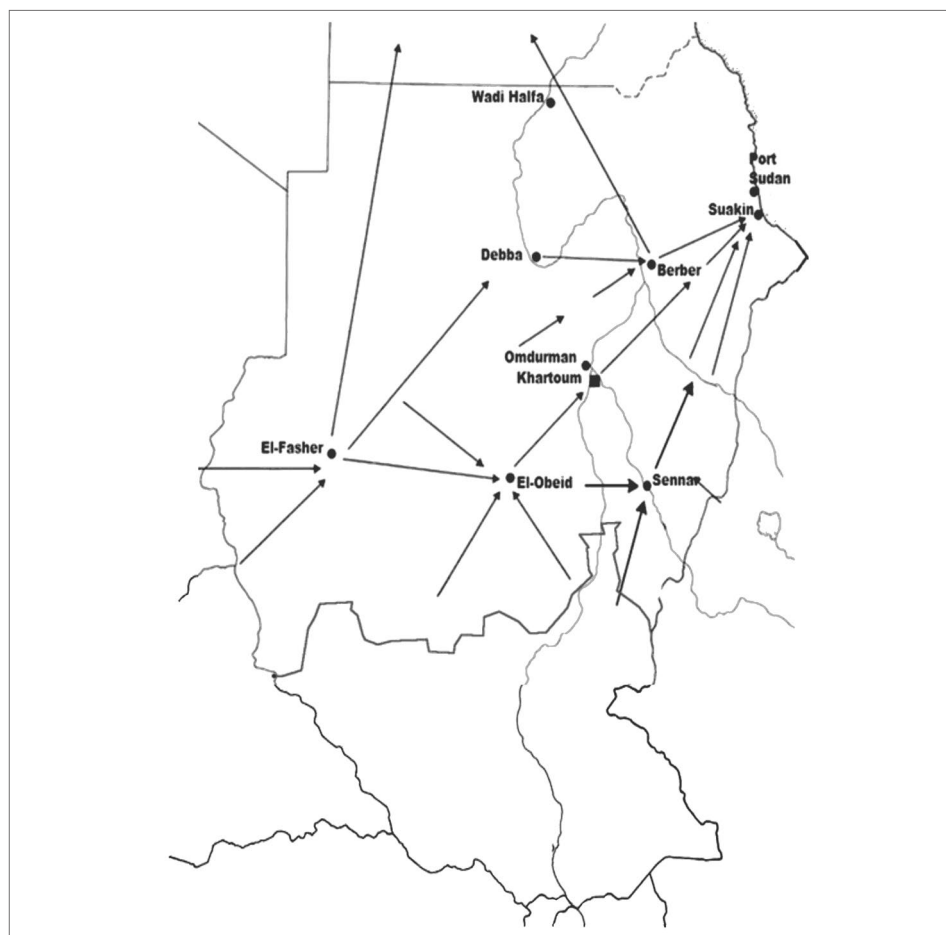 Wadi Halfa
Port
Sudan
Suakin
Debba
Berber
Omdurman
Khartoum
El-Fasher
El-Obeid
Sennar